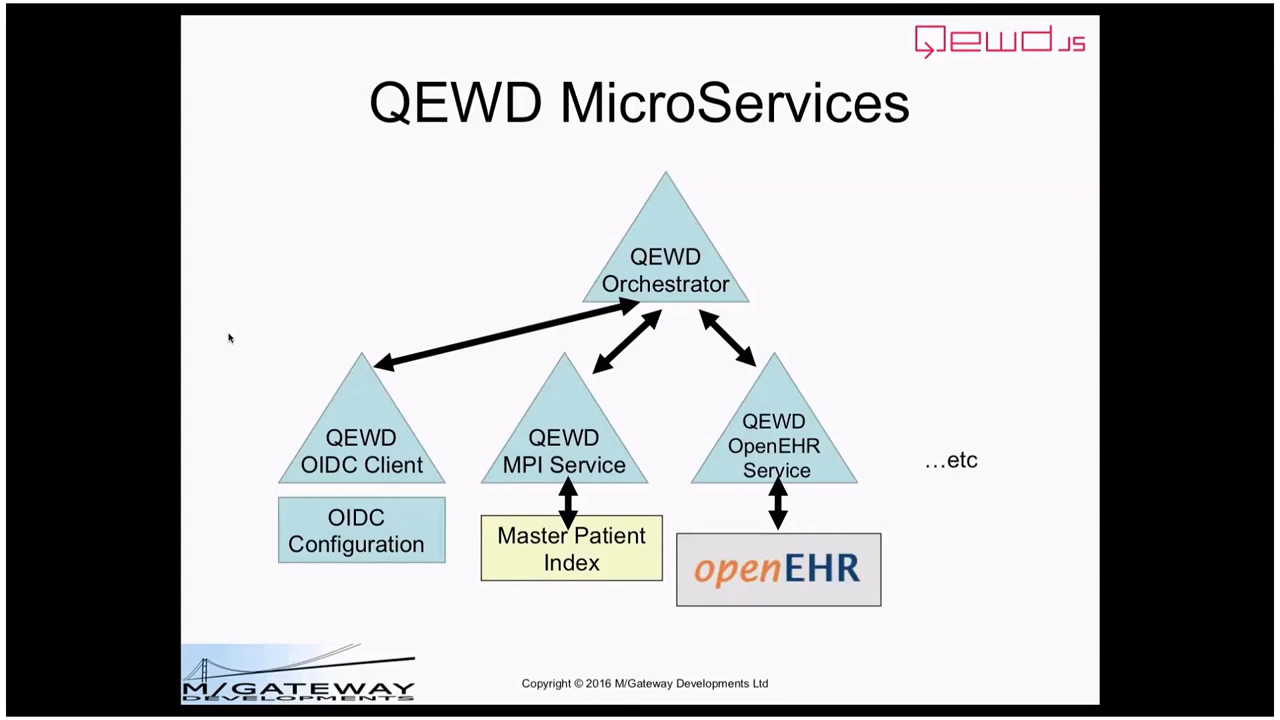 Qewd JS
QEWD MicroServices
QEWD
Orchestrator
QEWD
OIDC Client
QEWD
MPI Service
QEWD
OpenEHR
Service
…etc
OIDC
Configuration
Master Patient
Index
openEHR
M/GATEWAY
DEVELOPMENTS
Copyright © 2016 M/Gateway Developments Ltd